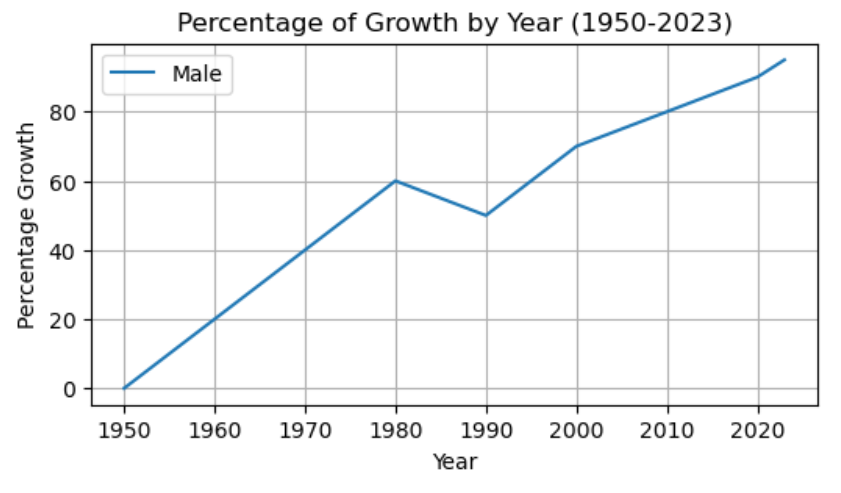 Percentage of Growth by Year (1950-2023)
Male
Percentage Growth
80
60
40
20
0
1950 1960 1970 1980 1990 2000 2010 2020
Year